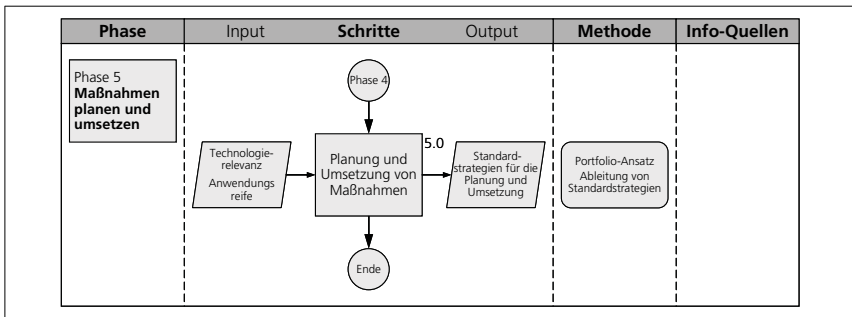 Phase Input Schritte Output Methode Info-Quellen
Phase 5
Maßnahmen
planen und
umsetzen
Phase 4
Technologie-
relevanz
Anwendungs
reife
Planung und
Umsetzung von
Maßnahmen
5.0
Standard-
strategien für die
Planung und
Umsetzung
Portfolio-Ansatz
Ableitung von
Standardstrategien
Ende